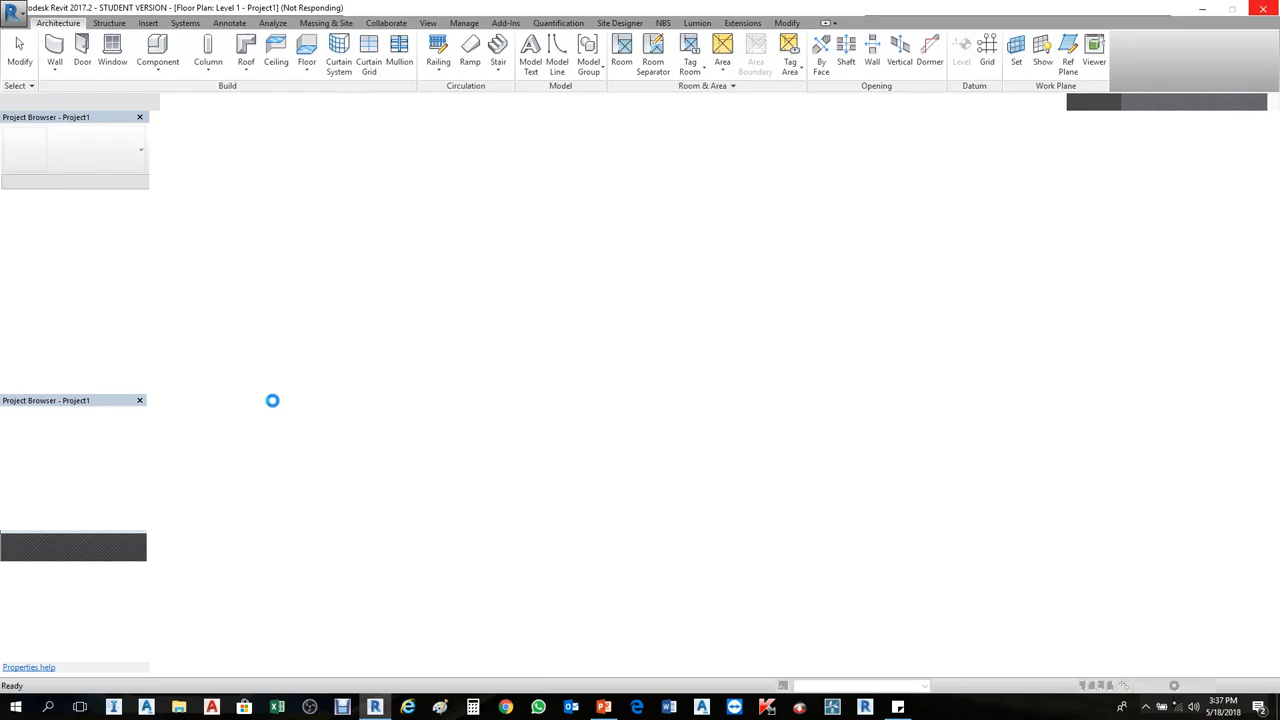 odesk Revit 2017.2 - STUDENT VERSION - [Floor Plan: Level 1 - Project1] (Not Responding)
Architecture Structure Insert Systems Annotate Analyze Massing & Site Collaborate View Manage Add-Ins Quantification Site Designer NBS Lumion Extensions Modify
Modify Wall Door Window Component Column Roof Ceiling Floor Curtain System Curtain Grid Mullion Railing Ramp Stair Model Text Model Line Model Group Room Room Separator Tag Room Area Area Boundary Tag Area By Face Shaft Wall Vertical Dormer Level Grid Set Show Ref Plane Viewer
Select Build Circulation Model Room & Area Opening Datum Work Plane
Project Browser - Project1
Project Browser - Project1
Properties help
Ready
3:37 PM
5/18/2018